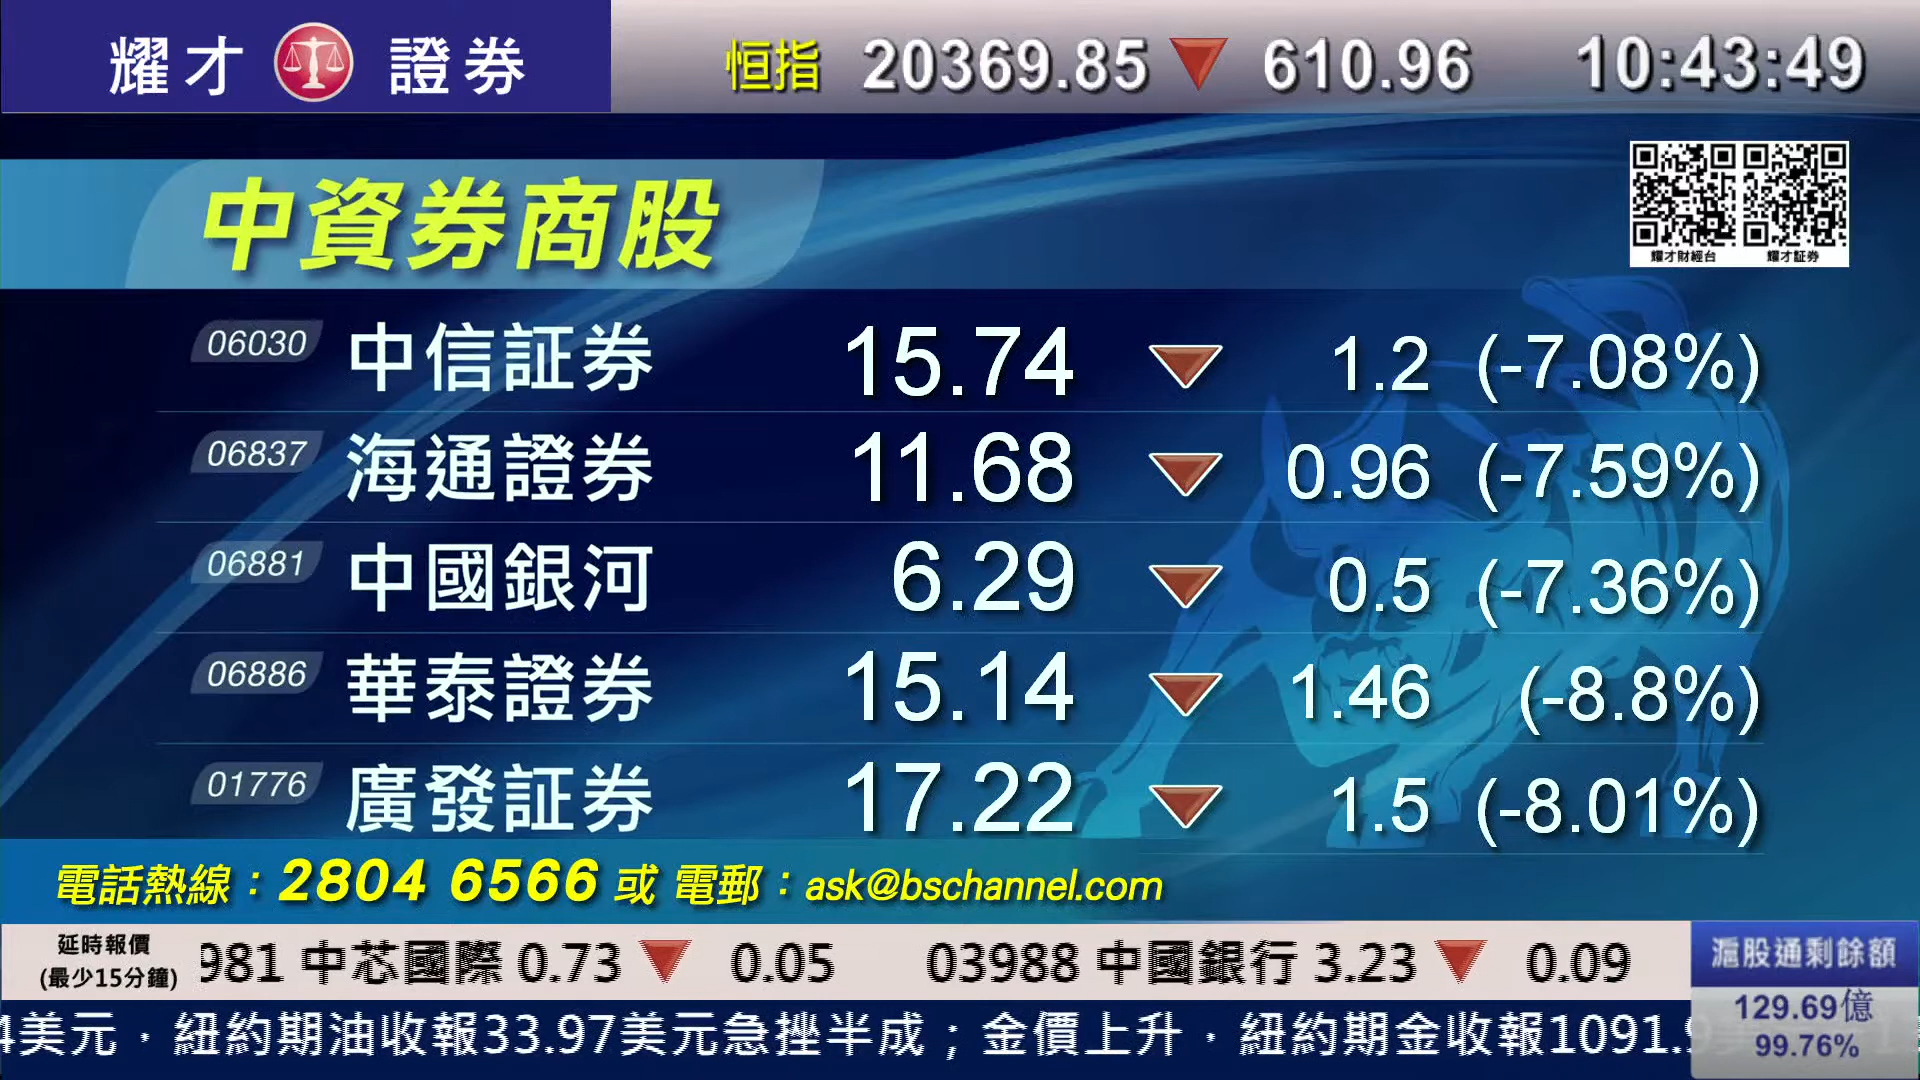 耀才 證券
恒指 20369.85 ▼ 610.96 10:43:49
耀才財經台 耀才証券
中資券商股
06030 中信証券 15.74 ▼ 1.2 (-7.08%)
06837 海通證券 11.68 ▼ 0.96 (-7.59%)
06881 中國銀河 6.29 ▼ 0.5 (-7.36%)
06886 華泰證券 15.14 ▼ 1.46 (-8.8%)
01776 廣發証券 17.22 ▼ 1.5 (-8.01%)
電話熱線：2804 6566 或 電郵：ask@bschannel.com
延時報價
(最少15分鐘)
981 中芯國際 0.73 ▼ 0.05 03988 中國銀行 3.23 ▼ 0.09
滬股通剩餘額
129.69億
99.76%
4美元，紐約期油收報33.97美元急挫半成；金價上升，紐約期金收報1091.9